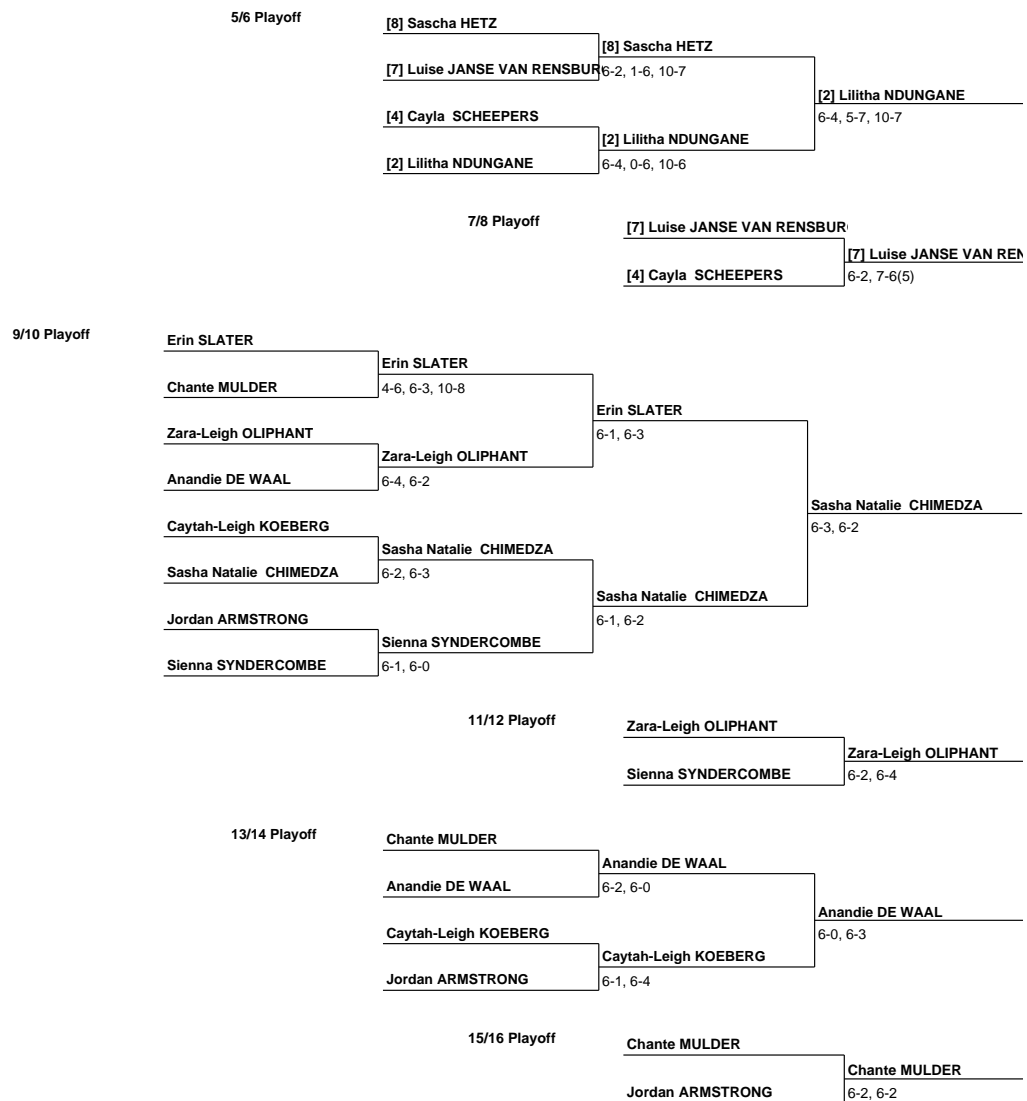 5/6 Playoff
[8] Sascha HETZ
[8] Sascha HETZ
[7] Luise JANSE VAN RENSBUR
6-2, 1-6, 10-7
[2] Lilitha NDUNGANE
[4] Cayla SCHEEPERS
6-4, 5-7, 10-7
[2] Lilitha NDUNGANE
[2] Lilitha NDUNGANE
6-4, 0-6, 10-6
7/8 Playoff
[7] Luise JANSE VAN RENSBUR
[7] Luise JANSE VAN REN
[4] Cayla SCHEEPERS
6-2, 7-6(5)
9/10 Playoff
Erin SLATER
Erin SLATER
Chante MULDER
4-6, 6-3, 10-8
Erin SLATER
Zara-Leigh OLIPHANT
6-1, 6-3
Zara-Leigh OLIPHANT
Anandie DE WAAL
6-4, 6-2
Sasha Natalie CHIMEDZA
Caytah-Leigh KOEBERG
6-3, 6-2
Sasha Natalie CHIMEDZA
Sasha Natalie CHIMEDZA
6-2, 6-3
Sasha Natalie CHIMEDZA
Jordan ARMSTRONG
6-1, 6-2
Sienna SYNDERCOMBE
Sienna SYNDERCOMBE
6-1, 6-0
11/12 Playoff
Zara-Leigh OLIPHANT
Zara-Leigh OLIPHANT
Sienna SYNDERCOMBE
6-2, 6-4
13/14 Playoff
Chante MULDER
Anandie DE WAAL
Anandie DE WAAL
6-2, 6-0
Anandie DE WAAL
Caytah-Leigh KOEBERG
6-0, 6-3
Caytah-Leigh KOEBERG
Jordan ARMSTRONG
6-1, 6-4
15/16 Playoff
Chante MULDER
Chante MULDER
Jordan ARMSTRONG
6-2, 6-2